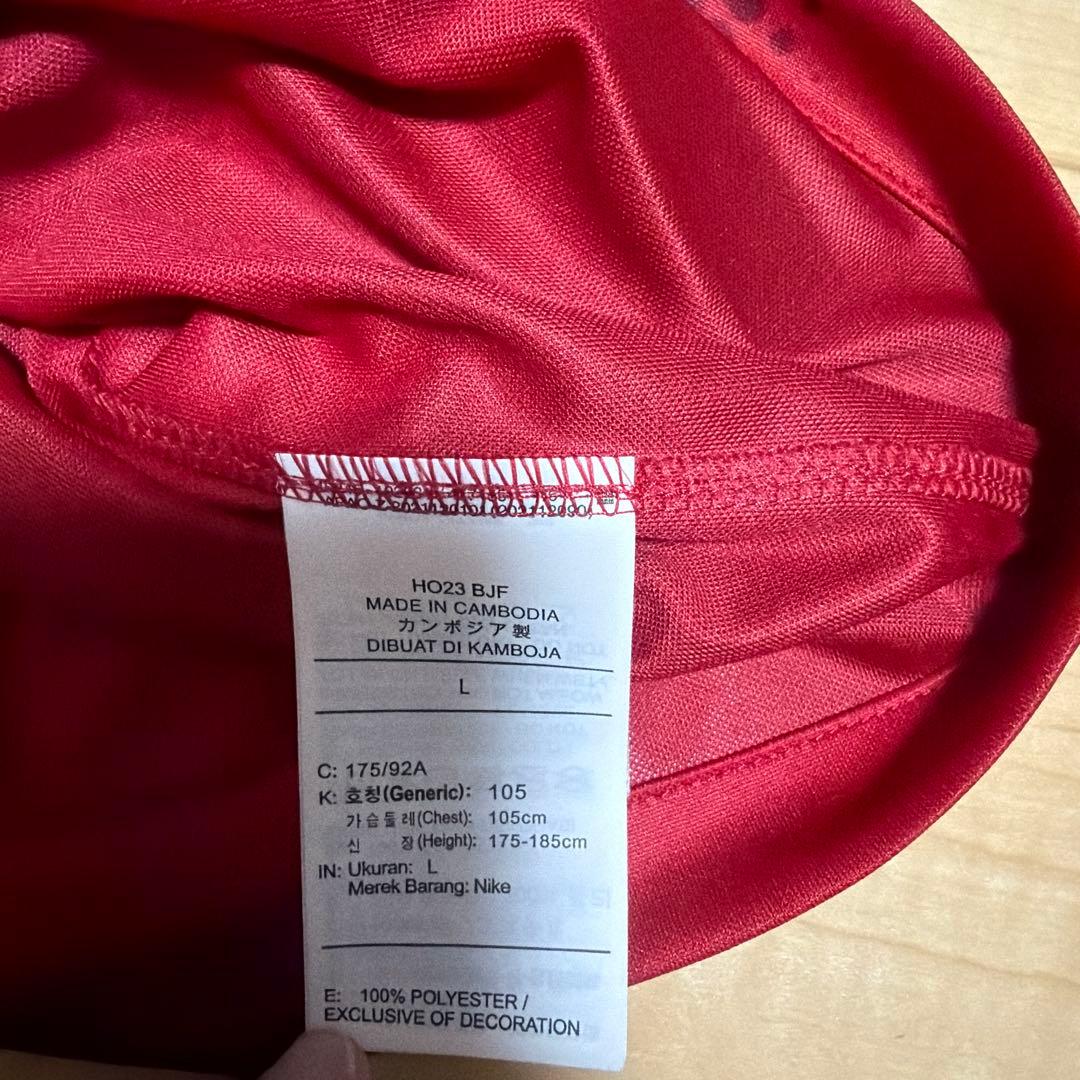 HO23 BJF
MADE IN CAMBODIA
カンボジア製
DIBUAT DI KAMBOJA
L
C: 175/92A
K: 호칭(Generic): 105
가슴둘레(Chest): 105cm
신 장(Height): 175-185cm
IN: Ukuran: L
Merek Barang: Nike
E: 100% POLYESTER /
EXCLUSIVE OF DECORATION